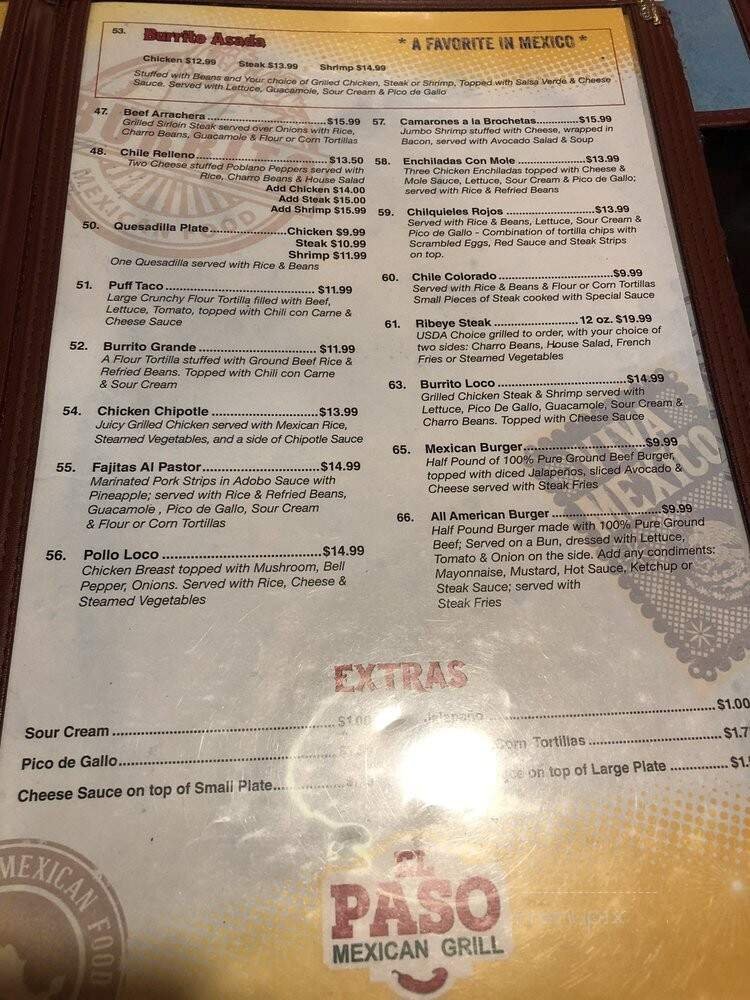 53. Burrito Asada
* A FAVORITE IN MEXICO *
Chicken $12.99 Steak $13.99 Shrimp $14.99
Stuffed with Beans and Your choice of Grilled Chicken, Steak or Shrimp, Topped with Salsa Verde & Cheese
Sauce. Served with Lettuce, Guacamole, Sour Cream & Pico de Gallo
47. Beef Arrachera $15.99
Grilled Sirloin Steak served over Onions with Rice,
Charro Beans, Guacamole & Flour or Corn Tortillas
48. Chile Relleno $13.50
Two Cheese stuffed Poblano Peppers served with
Rice, Charro Beans & House Salad
Add Chicken $14.00
Add Steak $15.00
Add Shrimp $15.99
50. Quesadilla Plate Chicken $9.99
Steak $10.99
Shrimp $11.99
One Quesadilla served with Rice & Beans
51. Puff Taco $11.99
Large Crunchy Flour Tortilla filled with Beef,
Lettuce, Tomato, topped with Chili con Carne &
Cheese Sauce
52. Burrito Grande $11.99
A Flour Tortilla stuffed with Ground Beef Rice &
Refried Beans. Topped with Chili con Carne
& Sour Cream
54. Chicken Chipotle $13.99
Juicy Grilled Chicken served with Mexican Rice,
Steamed Vegetables, and a side of Chipotle Sauce
55. Fajitas Al Pastor $14.99
Marinated Pork Strips in Adobo Sauce with
Pineapple; served with Rice & Refried Beans,
Guacamole , Pico de Gallo, Sour Cream
& Flour or Corn Tortillas
56. Pollo Loco $14.99
Chicken Breast topped with Mushroom, Bell
Pepper, Onions. Served with Rice, Cheese &
Steamed Vegetables
57. Camarones a la Brochetas $15.99
Jumbo Shrimp stuffed with Cheese, wrapped in
Bacon, served with Avocado Salad & Soup
58. Enchiladas Con Mole $13.99
Three Chicken Enchiladas topped with Cheese &
Mole Sauce, Lettuce, Sour Cream & Pico de Gallo;
served with Rice & Refried Beans
59. Chilquieles Rojos $13.99
Served with Rice & Beans, Lettuce, Sour Cream &
Pico de Gallo - Combination of tortilla chips with
Scrambled Eggs, Red Sauce and Steak Strips
on top.
60. Chile Colorado $9.99
Served with Rice & Beans & Flour or Corn Tortillas
Small Pieces of Steak cooked with Special Sauce
61. Ribeye Steak 12 oz. $19.99
USDA Choice grilled to order, with your choice of
two sides: Charro Beans, House Salad, French
Fries or Steamed Vegetables
63. Burrito Loco $14.99
Grilled Chicken Steak & Shrimp served with
Lettuce, Pico De Gallo, Guacamole, Sour Cream &
Charro Beans. Topped with Cheese Sauce
65. Mexican Burger $9.99
Half Pound of 100% Pure Ground Beef Burger,
topped with diced Jalapeños, sliced Avocado &
Cheese served with Steak Fries
66. All American Burger $9.99
Half Pound Burger made with 100% Pure Ground
Beef; Served on a Bun, dressed with Lettuce,
Tomato & Onion on the side. Add any condiments:
Mayonnaise, Mustard, Hot Sauce, Ketchup or
Steak Sauce; served with
Steak Fries
EXTRAS
Sour Cream $1.00
Pico de Gallo
Cheese Sauce on top of Small Plate
Jalapeno $1.00
Corn Tortillas
on top of Large Plate
MEXICAN FOOD
EL
PASO
MEXICAN GRILL